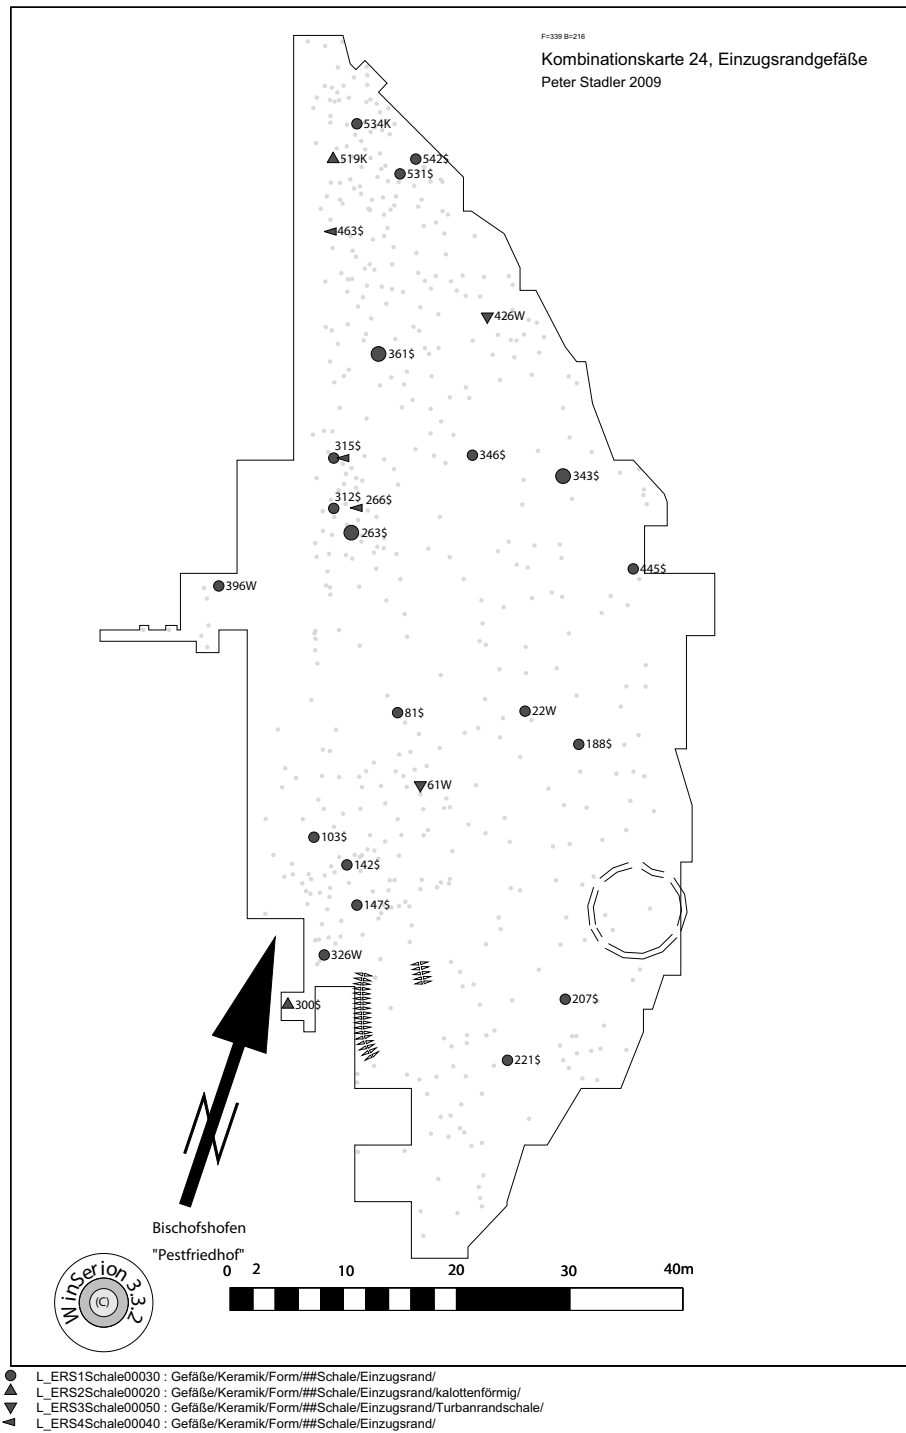 F=339 B=216
Kombinationskarte 24, Einzugsrandgefäße
Peter Stadler 2009
534K
519K
542$
531$
463$
426W
361$
315$
346$
343$
312$
266$
263$
445$
396W
81$
22W
188$
61W
103$
142$
147$
326W
300$
207$
221$
Bischofshofen
"Pestfriedhof"
0 2 10 20 30 40m
WinSerion 3.3.2
(C)
L_ERS1Schale00030 : Gefäße/Keramik/Form/##Schale/Einzugsrand/
L_ERS2Schale00020 : Gefäße/Keramik/Form/##Schale/Einzugsrand/kalottenförmig/
L_ERS3Schale00050 : Gefäße/Keramik/Form/##Schale/Einzugsrand/Turbanrandschale/
L_ERS4Schale00040 : Gefäße/Keramik/Form/##Schale/Einzugsrand/